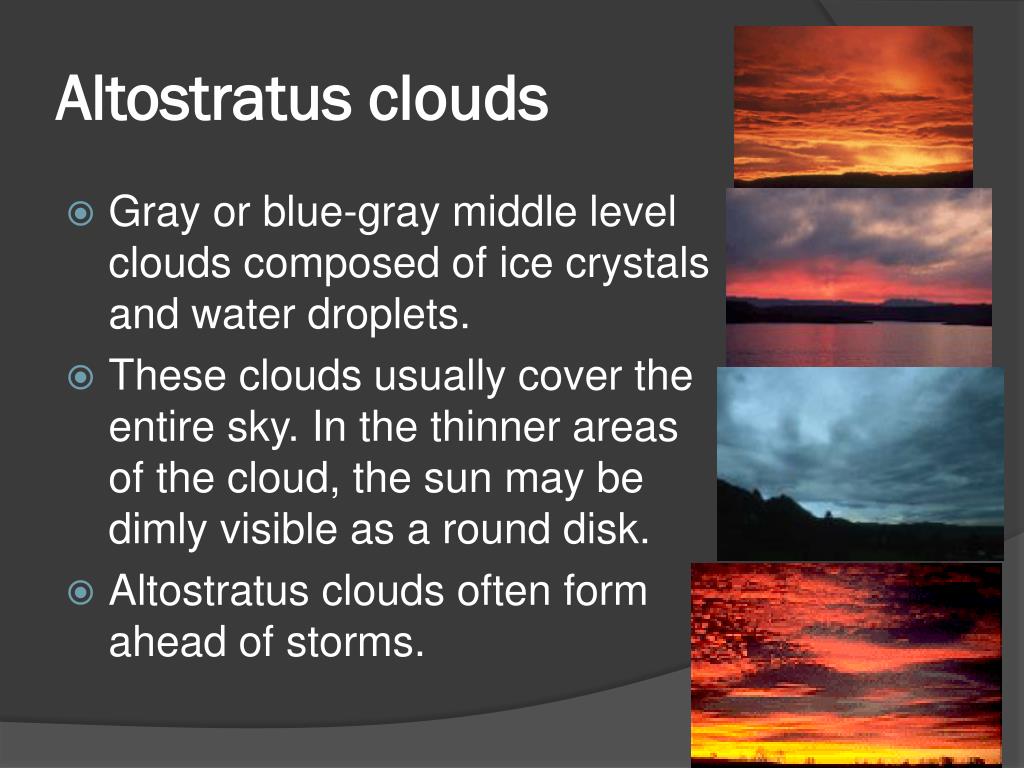 Altostratus clouds
Gray or blue-gray middle level
clouds composed of ice crystals
and water droplets.
These clouds usually cover the
entire sky. In the thinner areas
of the cloud, the sun may be
dimly visible as a round disk.
Altostratus clouds often form
ahead of storms.